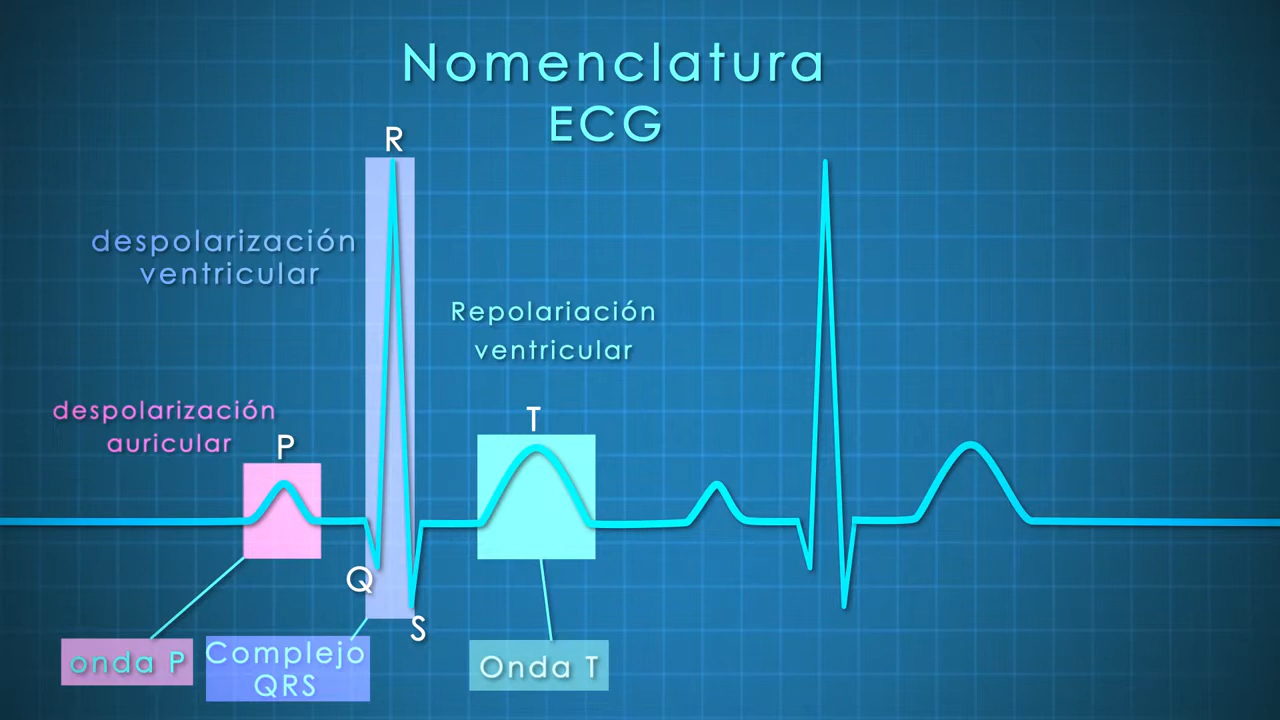 Nomenclatura
ECG
R
despolarización
ventricular
Repolariación
ventricular
despolarización
auricular
P
T
Q
S
onda P
Complejo
QRS
Onda T